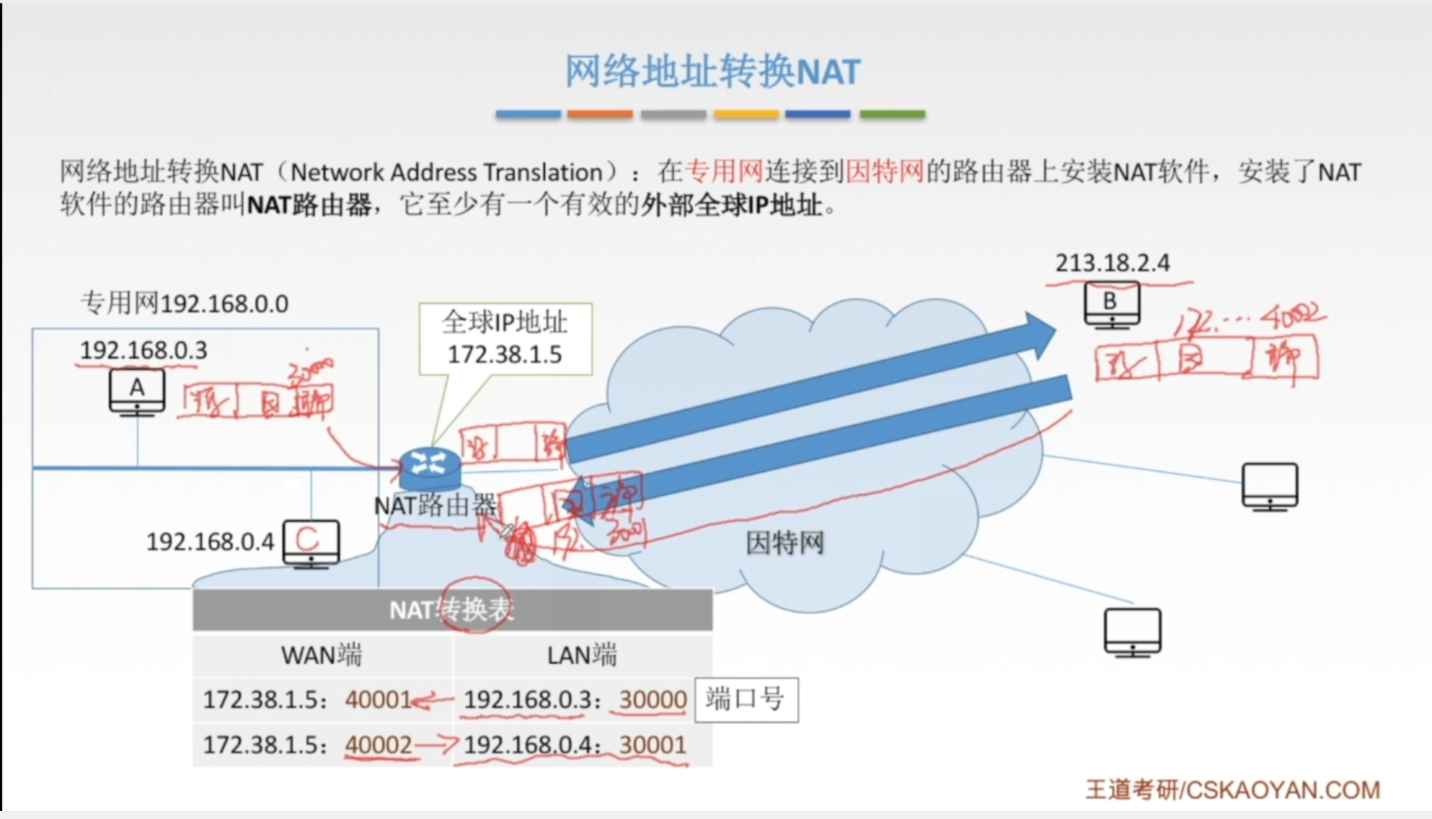 网络地址转换NAT
网络地址转换NAT（Network Address Translation）：在专用网连接到因特网的路由器上安装NAT软件，安装了NAT
软件的路由器叫NAT路由器，它至少有一个有效的外部全球IP地址。
213.18.2.4
B
172.… 40002
源 目 端
专用网192.168.0.0
192.168.0.3
A
30000
源 目 端
全球IP地址
172.38.1.5
源 端
NAT路由器
目 端
192. 30001
192.168.0.4
C
因特网
NAT转换表
WAN端 LAN端
172.38.1.5：40001 192.168.0.3：30000 端口号
172.38.1.5：40002 192.168.0.4：30001
王道考研/CSKAOYAN.COM